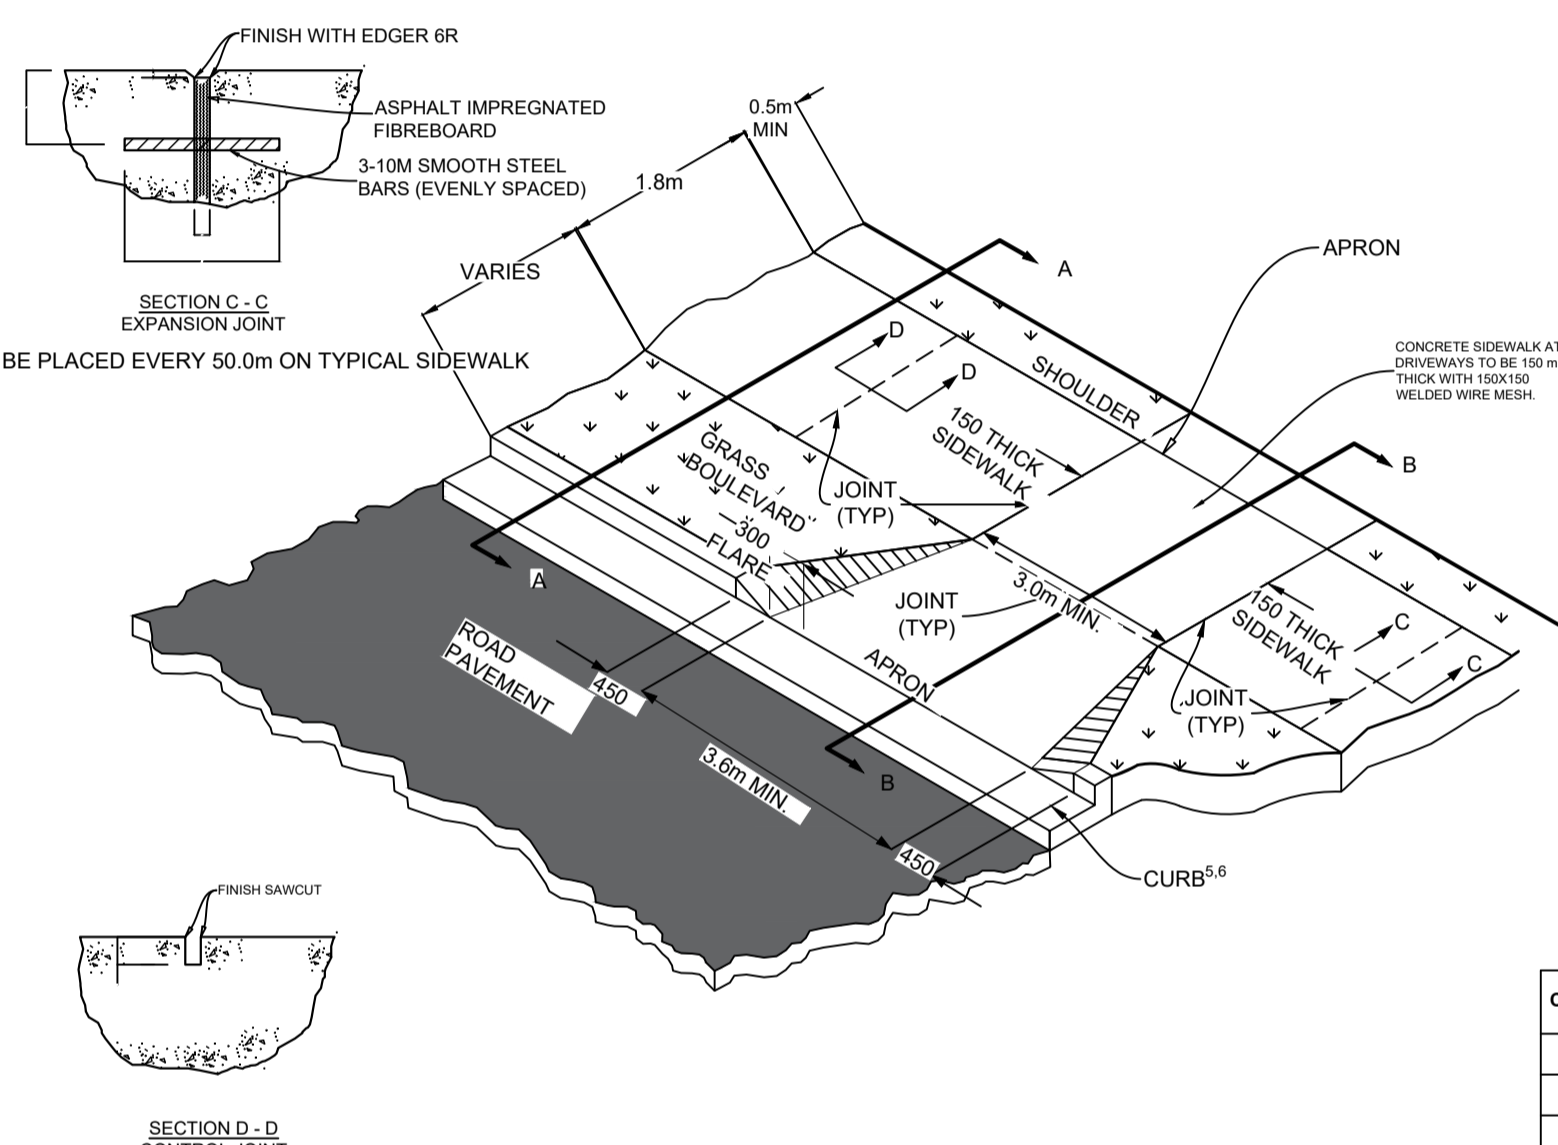 FINISH WITH EDGER 6R
ASPHALT IMPREGNATED
FIBREBOARD
3-10M SMOOTH STEEL
BARS (EVENLY SPACED)
SECTION C - C
EXPANSION JOINT
BE PLACED EVERY 50.0m ON TYPICAL SIDEWALK
0.5m
MIN
1.8m
VARIES
A
APRON
CONCRETE SIDEWALK AT
DRIVEWAYS TO BE 150 m
THICK WITH 150X150
WELDED WIRE MESH.
D
D
SHOULDER
150 THICK
SIDEWALK
B
GRASS
BOULEVARD
JOINT
(TYP)
300
FLARE
A
JOINT
(TYP)
3.0m MIN.
150 THICK
SIDEWALK
C
C
ROAD
PAVEMENT
APRON
JOINT
(TYP)
450
3.6m MIN.
B
450
CURB5,6
FINISH SAWCUT
SECTION D - D
CONTROL JOINT